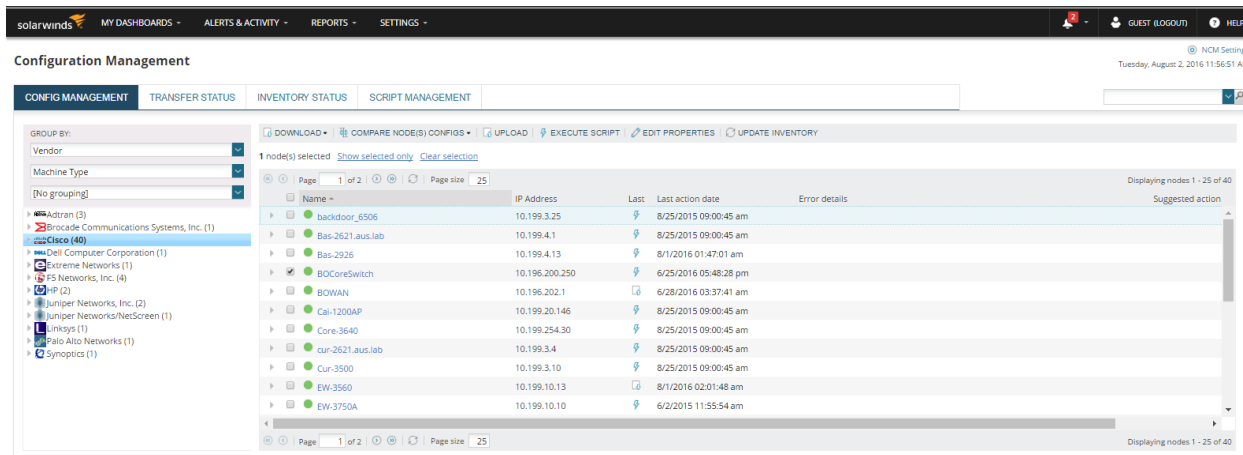 solarwinds MY DASHBOARDS ALERTS & ACTIVITY REPORTS SETTINGS 2 GUEST (LOGOUT) ? HELP
NCM Setting
Configuration Management
Tuesday, August 2, 2016 11:56:51 A
CONFIG MANAGEMENT TRANSFER STATUS INVENTORY STATUS SCRIPT MANAGEMENT
GROUP BY:
Vendor
Machine Type
[No grouping]
Adtran (3)
Brocade Communications Systems, Inc. (1)
Cisco (40)
Dell Computer Corporation (1)
Extreme Networks (1)
F5 Networks, Inc. (4)
HP (2)
Juniper Networks, Inc. (2)
Juniper Networks/NetScreen (1)
Linksys (1)
Palo Alto Networks (1)
Synoptics (1)
DOWNLOAD COMPARE NODE(S) CONFIGS UPLOAD EXECUTE SCRIPT EDIT PROPERTIES UPDATE INVENTORY
1 node(s) selected Show selected only Clear selection
Page 1 of 2 Page size 25 Displaying nodes 1 - 25 of 40
Name IP Address Last Last action date Error details Suggested action
backdoor_6506 10.199.3.25 8/25/2015 09:00:45 am
Bas-2621.aus.lab 10.199.4.1 8/25/2015 09:00:45 am
Bas-2926 10.199.4.13 8/1/2016 01:47:01 am
BOCoreSwitch 10.196.200.250 6/25/2016 05:48:28 pm
BOWAN 10.196.202.1 6/28/2016 03:37:41 am
Cai-1200AP 10.199.20.146 8/25/2015 09:00:45 am
Core-3640 10.199.254.30 8/25/2015 09:00:45 am
cur-2621.aus.lab 10.199.3.4 8/25/2015 09:00:45 am
Cur-3500 10.199.3.10 8/25/2015 09:00:45 am
EW-3560 10.199.10.13 8/1/2016 02:01:48 am
EW-3750A 10.199.10.10 6/2/2015 11:55:54 am
Page 1 of 2 Page size 25 Displaying nodes 1 - 25 of 40